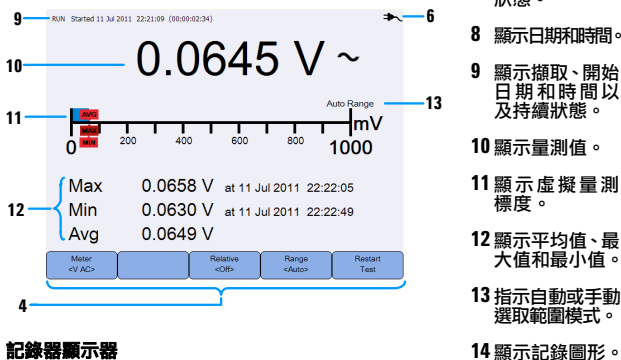 9
RUN Started 11 Jul 2011 22:21:09 (00:00:02:34)
6
10
0.0645 V ~
Auto Range
13
11
AVG
MAX
MIN
0
200
400
600
800
1000
mV
12
Max 0.0658 V at 11 Jul 2011 22:22:05
Min 0.0630 V at 11 Jul 2011 22:22:49
Avg 0.0649 V
Meter
<V AC>
Relative
<Off>
Range
<Auto>
Restart
Test
4
記錄器顯示器
狀態。
8 顯示日期和時間。
9 顯示擷取、開始
日期和時間以
及持續狀態。
10 顯示量測值。
11 顯示虛擬量測
標度。
12 顯示平均值、最
大值和最小值。
13 指示自動或手動
選取範圍模式。
14 顯示記錄圖形。